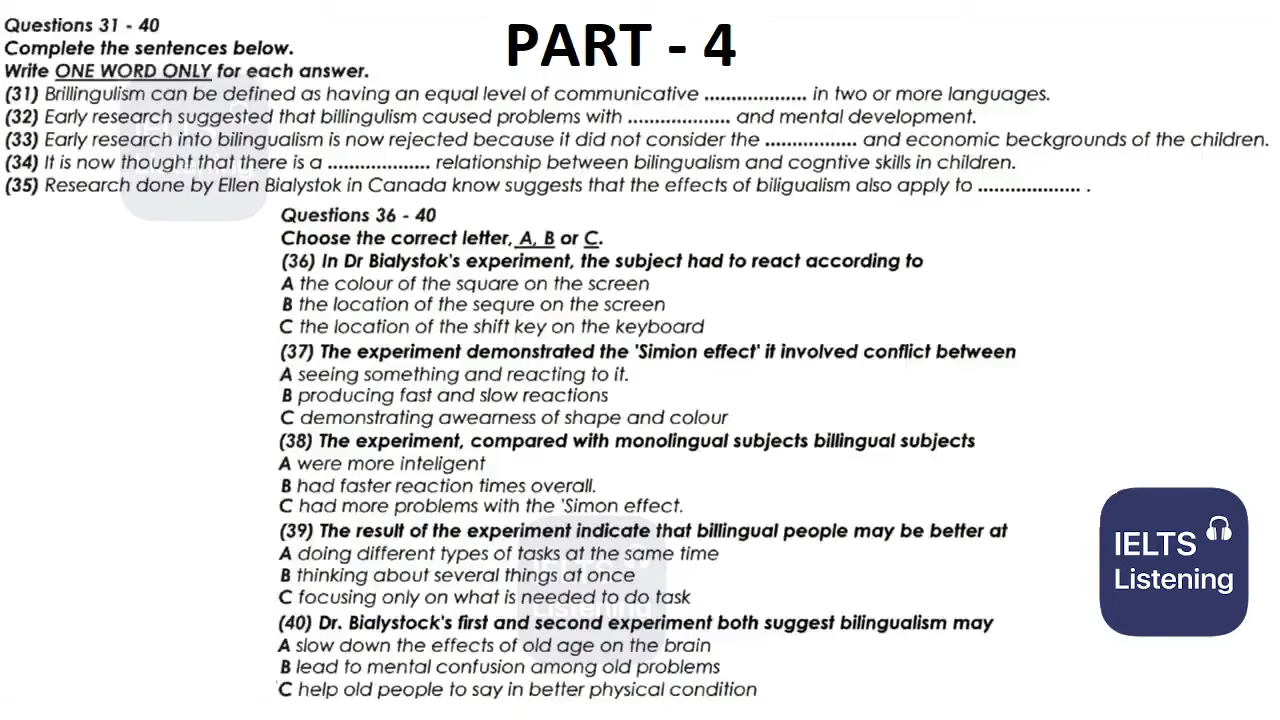 Questions 31 - 40
PART - 4
Complete the sentences below.
Write ONE WORD ONLY for each answer.
(31) Brillingulism can be defined as having an equal level of communicative ................... in two or more languages.
(32) Early research suggested that billingulism caused problems with ................... and mental development.
(33) Early research into bilingualism is now rejected because it did not consider the ................. and economic beckgrounds of the children.
(34) It is now thought that there is a ................... relationship between bilingualism and cogntive skills in children.
(35) Research done by Ellen Bialystok in Canada know suggests that the effects of biligualism also apply to ................... .
Questions 36 - 40
Choose the correct letter, A, B or C.
(36) In Dr Bialystok's experiment, the subject had to react according to
A the colour of the square on the screen
B the location of the sequre on the screen
C the location of the shift key on the keyboard
(37) The experiment demonstrated the 'Simion effect' it involved conflict between
A seeing something and reacting to it.
B producing fast and slow reactions
C demonstrating awearness of shape and colour
(38) The experiment, compared with monolingual subjects billingual subjects
A were more inteligent
B had faster reaction times overall.
C had more problems with the 'Simon effect.
(39) The result of the experiment indicate that billingual people may be better at
A doing different types of tasks at the same time
B thinking about several things at once
C focusing only on what is needed to do task
(40) Dr. Bialystock's first and second experiment both suggest bilingualism may
A slow down the effects of old age on the brain
B lead to mental confusion among old problems
C help old people to say in better physical condition
IELTS
Listening
IELTS
Listening
IELTS
Listening